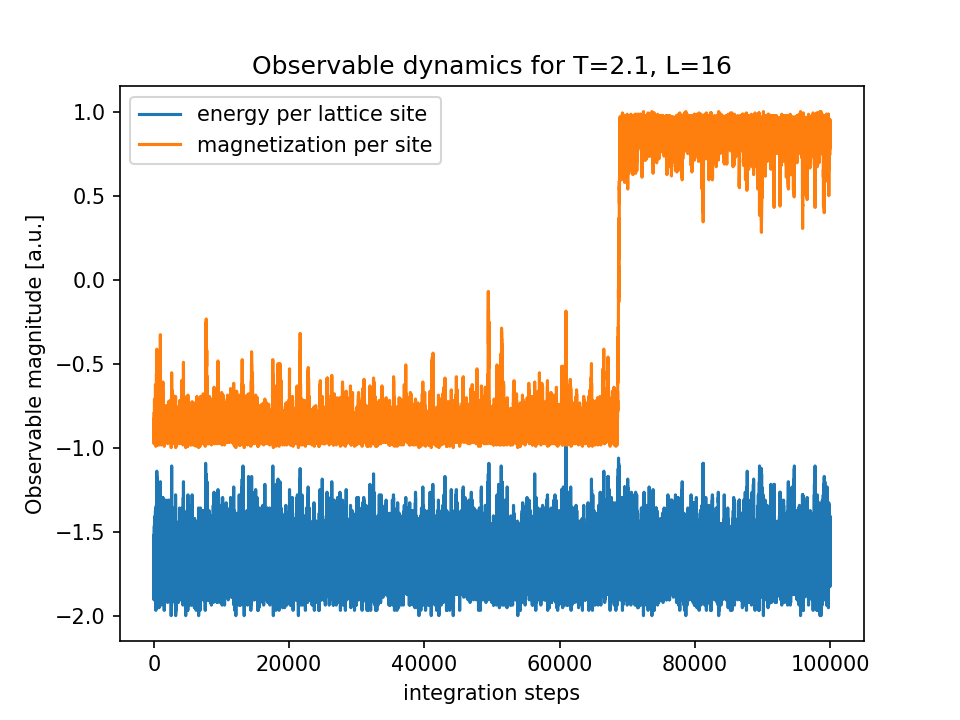 Observable dynamics for T=2.1, L=16
energy per lattice site
magnetization per site
Observable magnitude [a.u.]
1.0
0.5
0.0
−0.5
−1.0
−1.5
−2.0
0 20000 40000 60000 80000 100000
integration steps